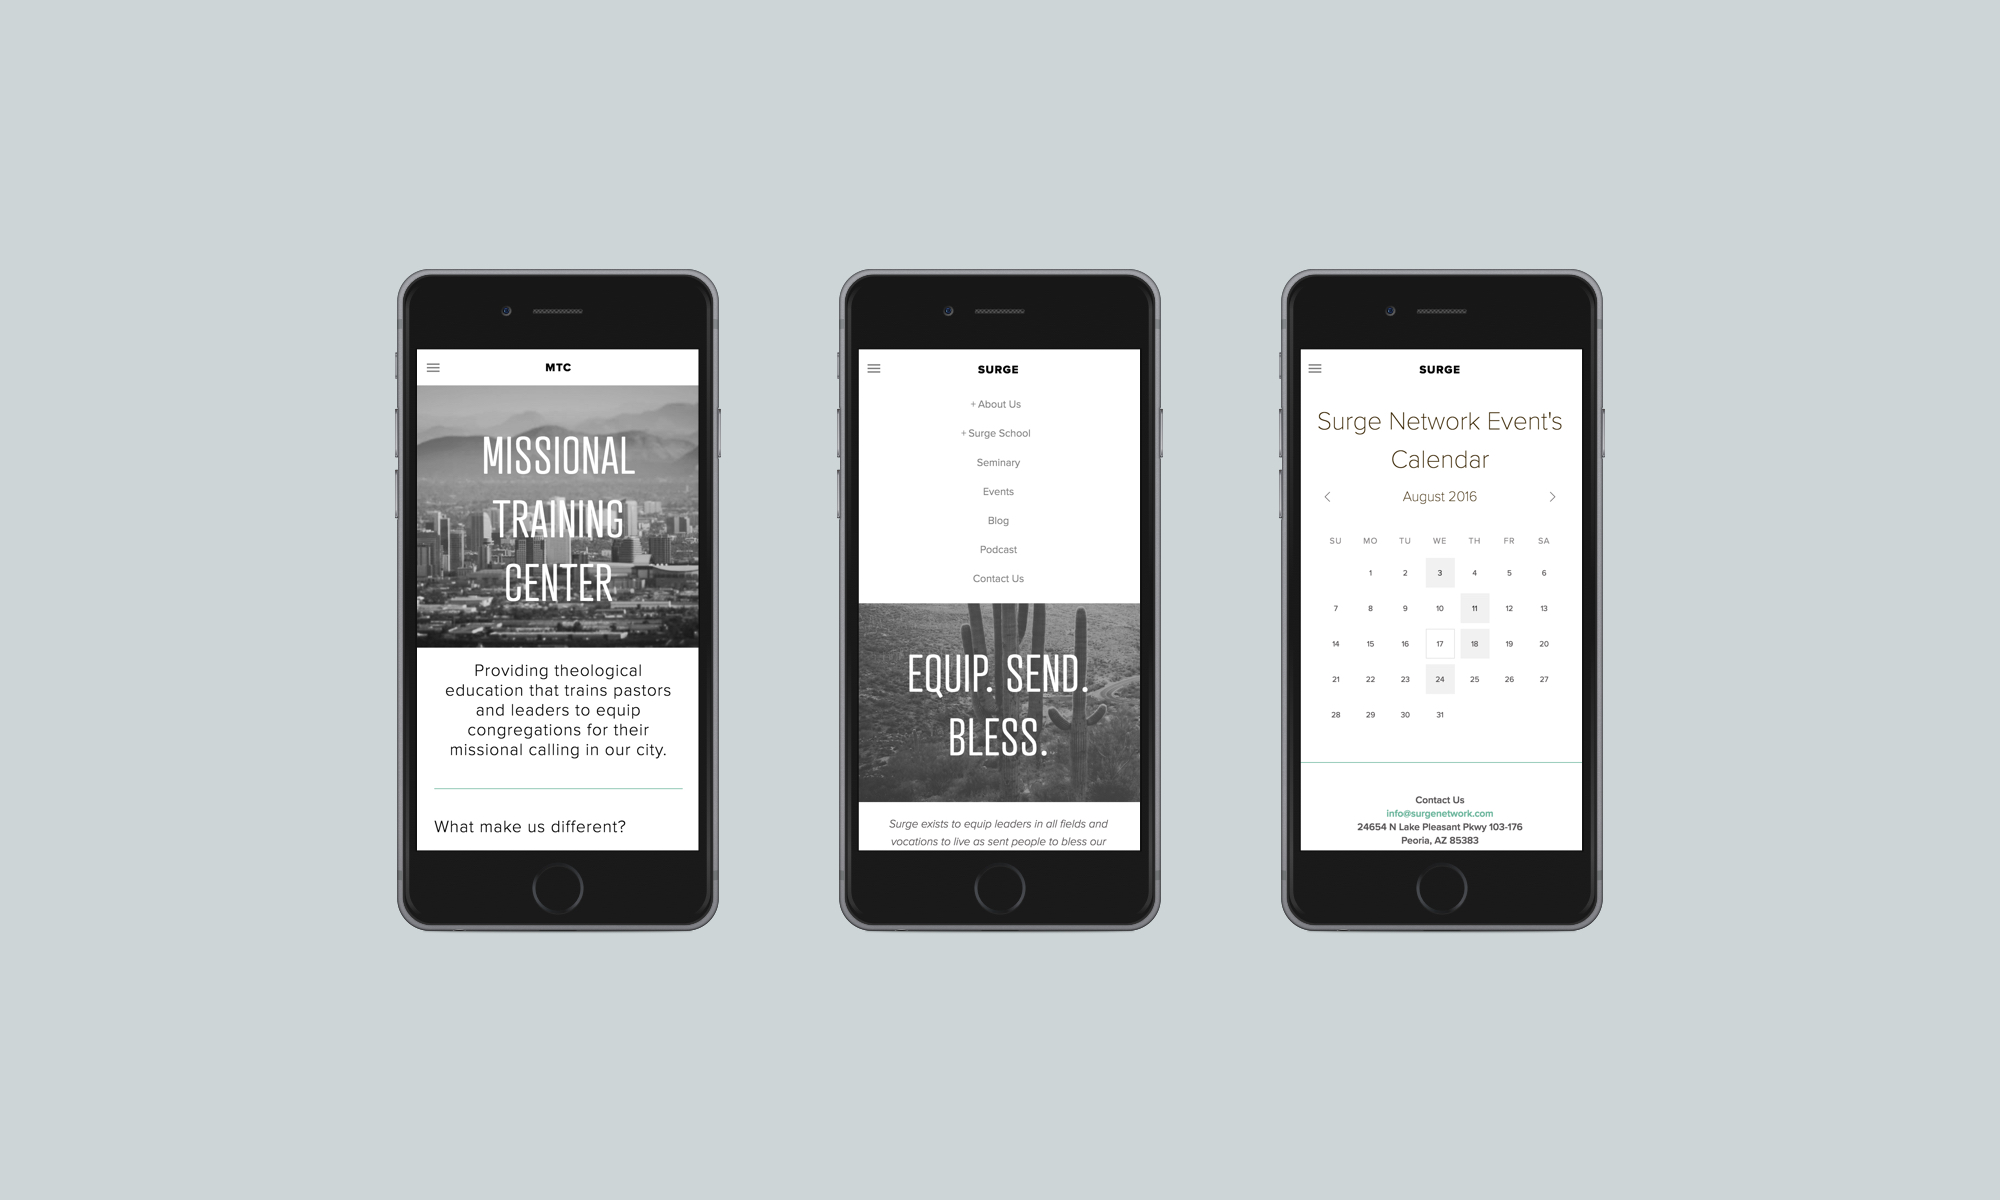 MTC
MISSIONAL
TRAINING
CENTER
Providing theological
education that trains pastors
and leaders to equip
congregations for their
missional calling in our city.
What make us different?
SURGE
+ About Us
+ Surge School
Seminary
Events
Blog
Podcast
Contact Us
EQUIP. SEND.
BLESS.
Surge exists to equip leaders in all fields and
vocations to live as sent people to bless our
SURGE
Surge Network Event's
Calendar
August 2016
SU MO TU WE TH FR SA
1 2 3 4 5 6
7 8 9 10 11 12 13
14 15 16 17 18 19 20
21 22 23 24 25 26 27
28 29 30 31
Contact Us
info@surgenetwork.com
24654 N Lake Pleasant Pkwy 103-176
Peoria, AZ 85383